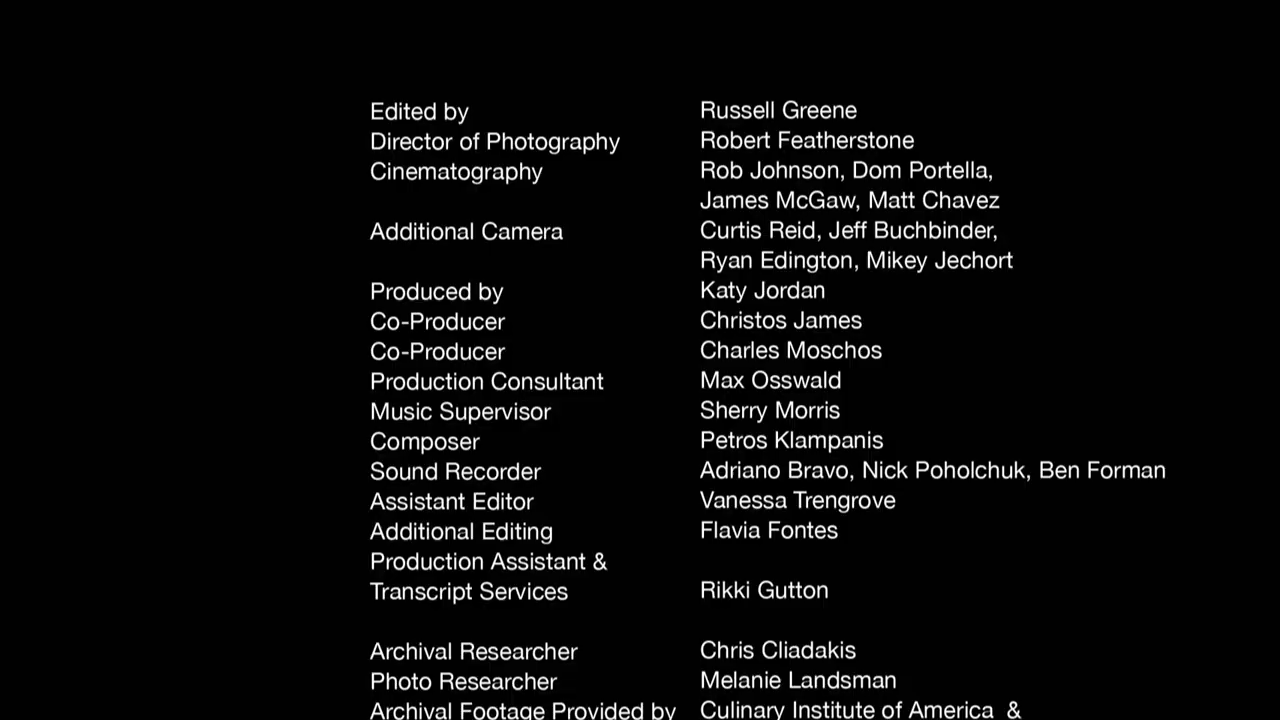 Edited by Russell Greene
Director of Photography Robert Featherstone
Cinematography Rob Johnson, Dom Portella,
James McGaw, Matt Chavez
Additional Camera Curtis Reid, Jeff Buchbinder,
Ryan Edington, Mikey Jechort
Produced by Katy Jordan
Co-Producer Christos James
Co-Producer Charles Moschos
Production Consultant Max Osswald
Music Supervisor Sherry Morris
Composer Petros Klampanis
Sound Recorder Adriano Bravo, Nick Poholchuk, Ben Forman
Assistant Editor Vanessa Trengrove
Additional Editing Flavia Fontes
Production Assistant &
Transcript Services Rikki Gutton
Archival Researcher Chris Cliadakis
Photo Researcher Melanie Landsman
Archival Footage Provided by Culinary Institute of America &